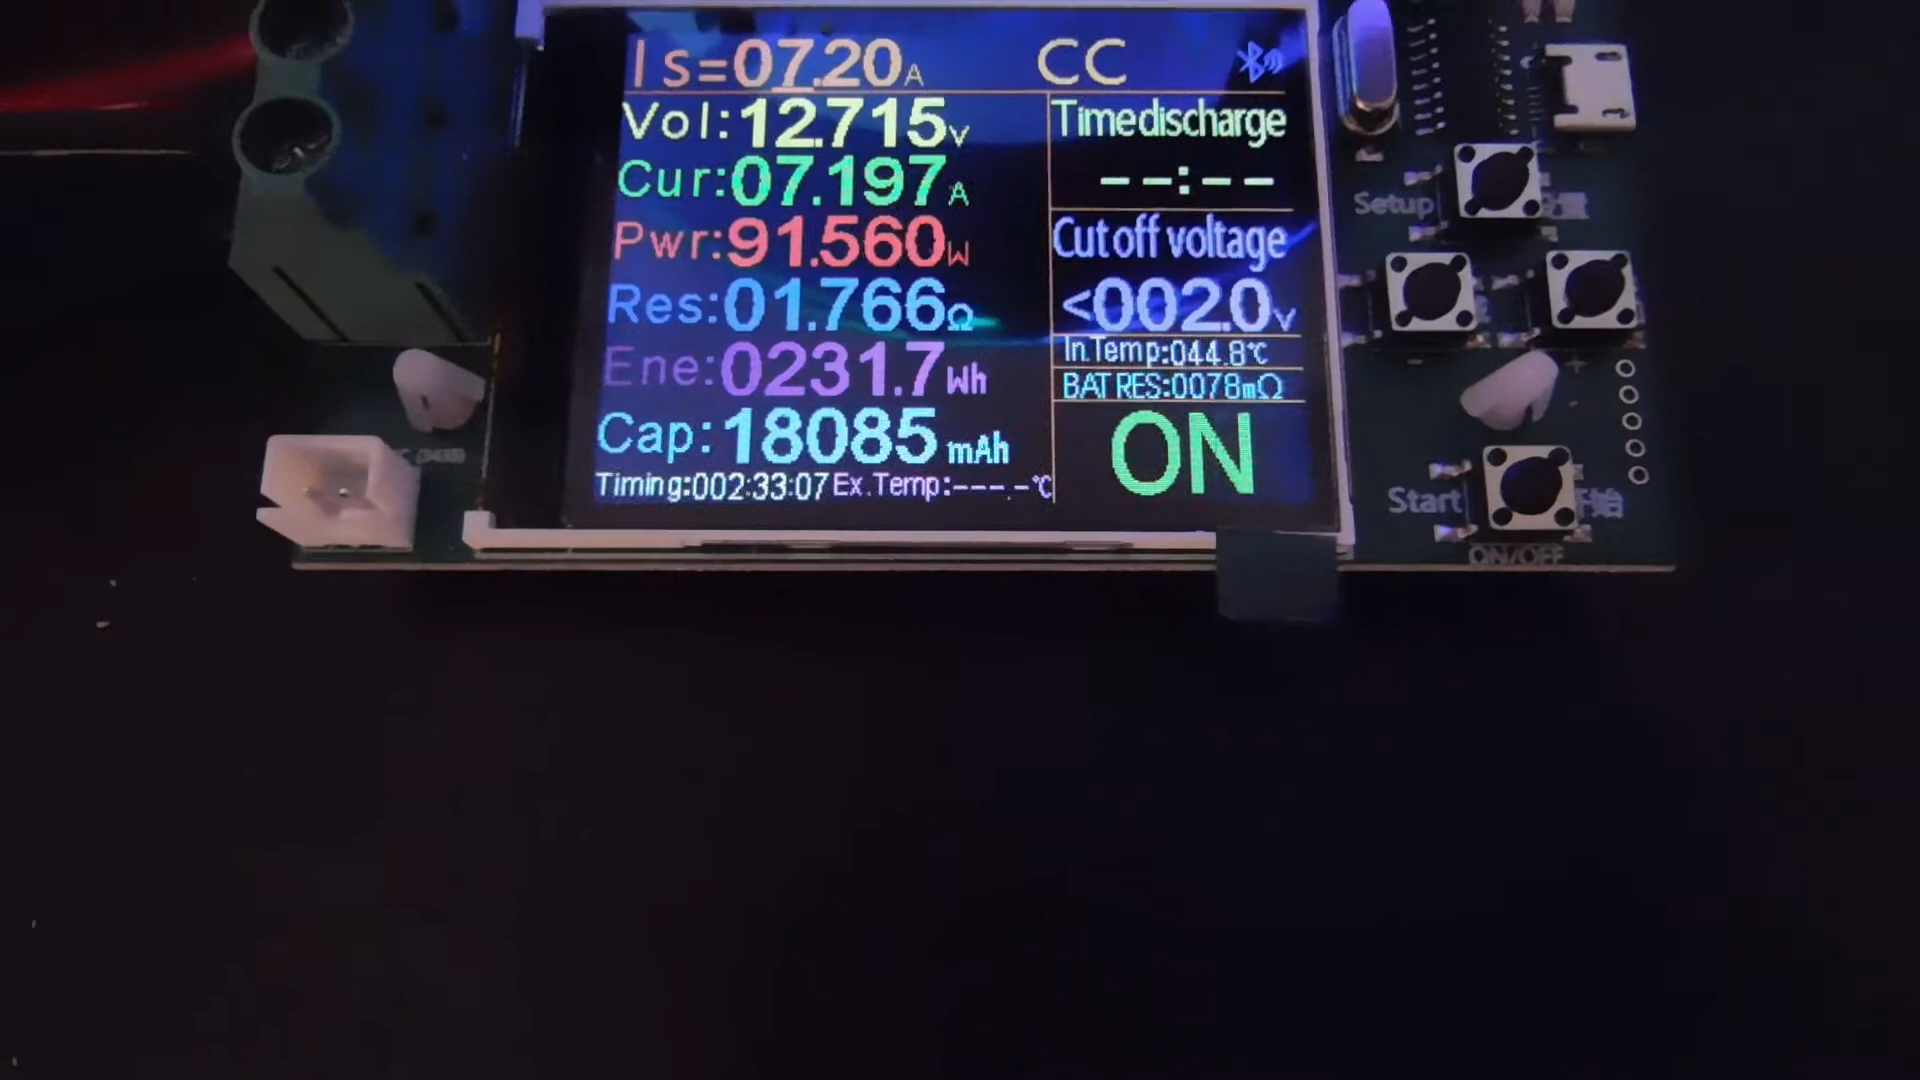 Is=07.20A CC
Vol:12.715V
Cur:07.197A
Pwr:91.560W
Res:01.766Ω
Ene:0231.7Wh
Cap:18085mAh
Timing:002:33:07 Ex.Temp:---.-℃
Timedischarge
--:--
Cutoff voltage
<002.0V
In.Temp:044.8℃
BAT RES:0078mΩ
ON
Setup
-
+
Start 开始
ON/OFF